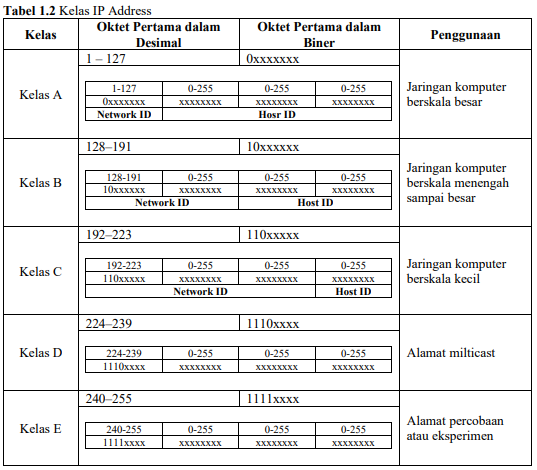 Tabel 1.2 Kelas IP Address
Kelas
Oktet Pertama dalam Desimal
Oktet Pertama dalam Biner
Penggunaan
Kelas A
1 – 127
0xxxxxxx
1-127 0-255 0-255 0-255
0xxxxxxx xxxxxxxx xxxxxxxx xxxxxxxx
Network ID Hosr ID
Jaringan komputer
berskala besar
Kelas B
128–191
10xxxxxx
128-191 0-255 0-255 0-255
10xxxxxx xxxxxxxx xxxxxxxx xxxxxxxx
Network ID Host ID
Jaringan komputer
berskala menengah
sampai besar
Kelas C
192–223
110xxxxx
192-223 0-255 0-255 0-255
110xxxxx xxxxxxxx xxxxxxxx xxxxxxxx
Network ID Host ID
Jaringan komputer
berskala kecil
Kelas D
224–239
1110xxxx
224-239 0-255 0-255 0-255
1110xxxx xxxxxxxx xxxxxxxx xxxxxxxx
Alamat milticast
Kelas E
240–255
1111xxxx
240-255 0-255 0-255 0-255
1111xxxx xxxxxxxx xxxxxxxx xxxxxxxx
Alamat percobaan
atau eksperimen